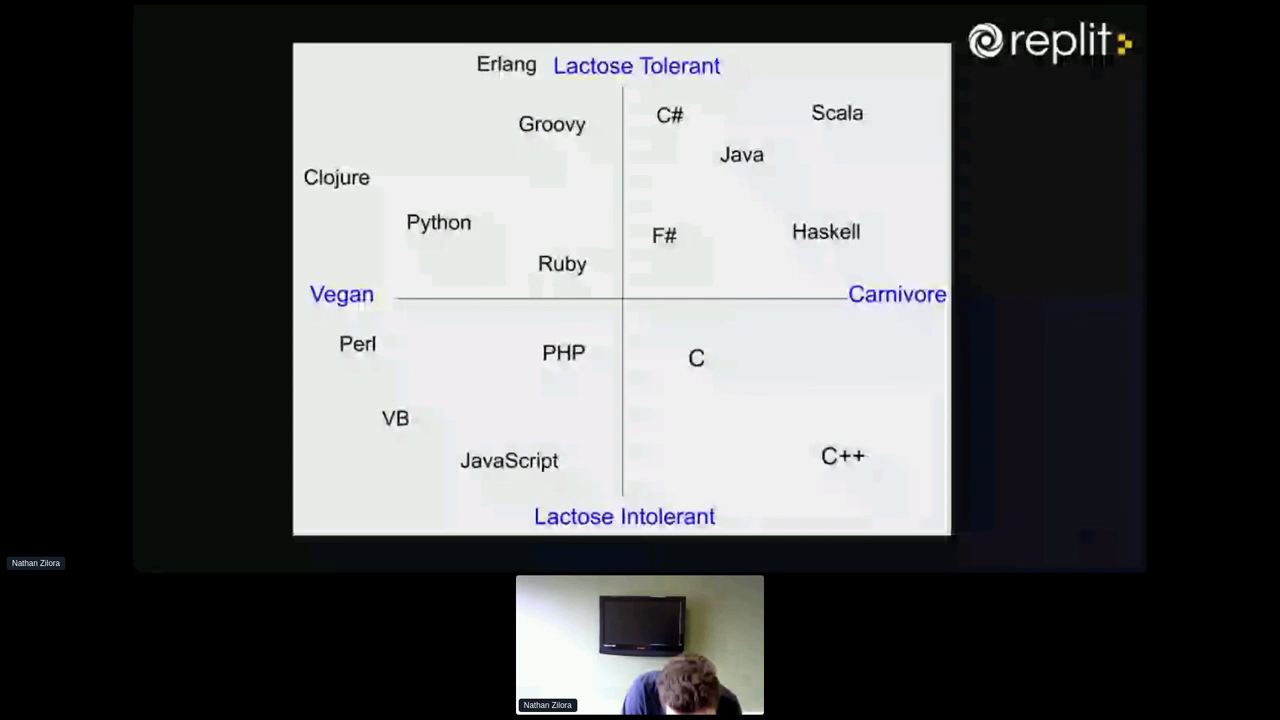 replit
Erlang Lactose Tolerant
Groovy
C#
Scala
Java
Clojure
Python
F#
Haskell
Ruby
Vegan
Carnivore
Perl
PHP
C
VB
JavaScript
C++
Lactose Intolerant
Nathan Zilora
Nathan Zilora